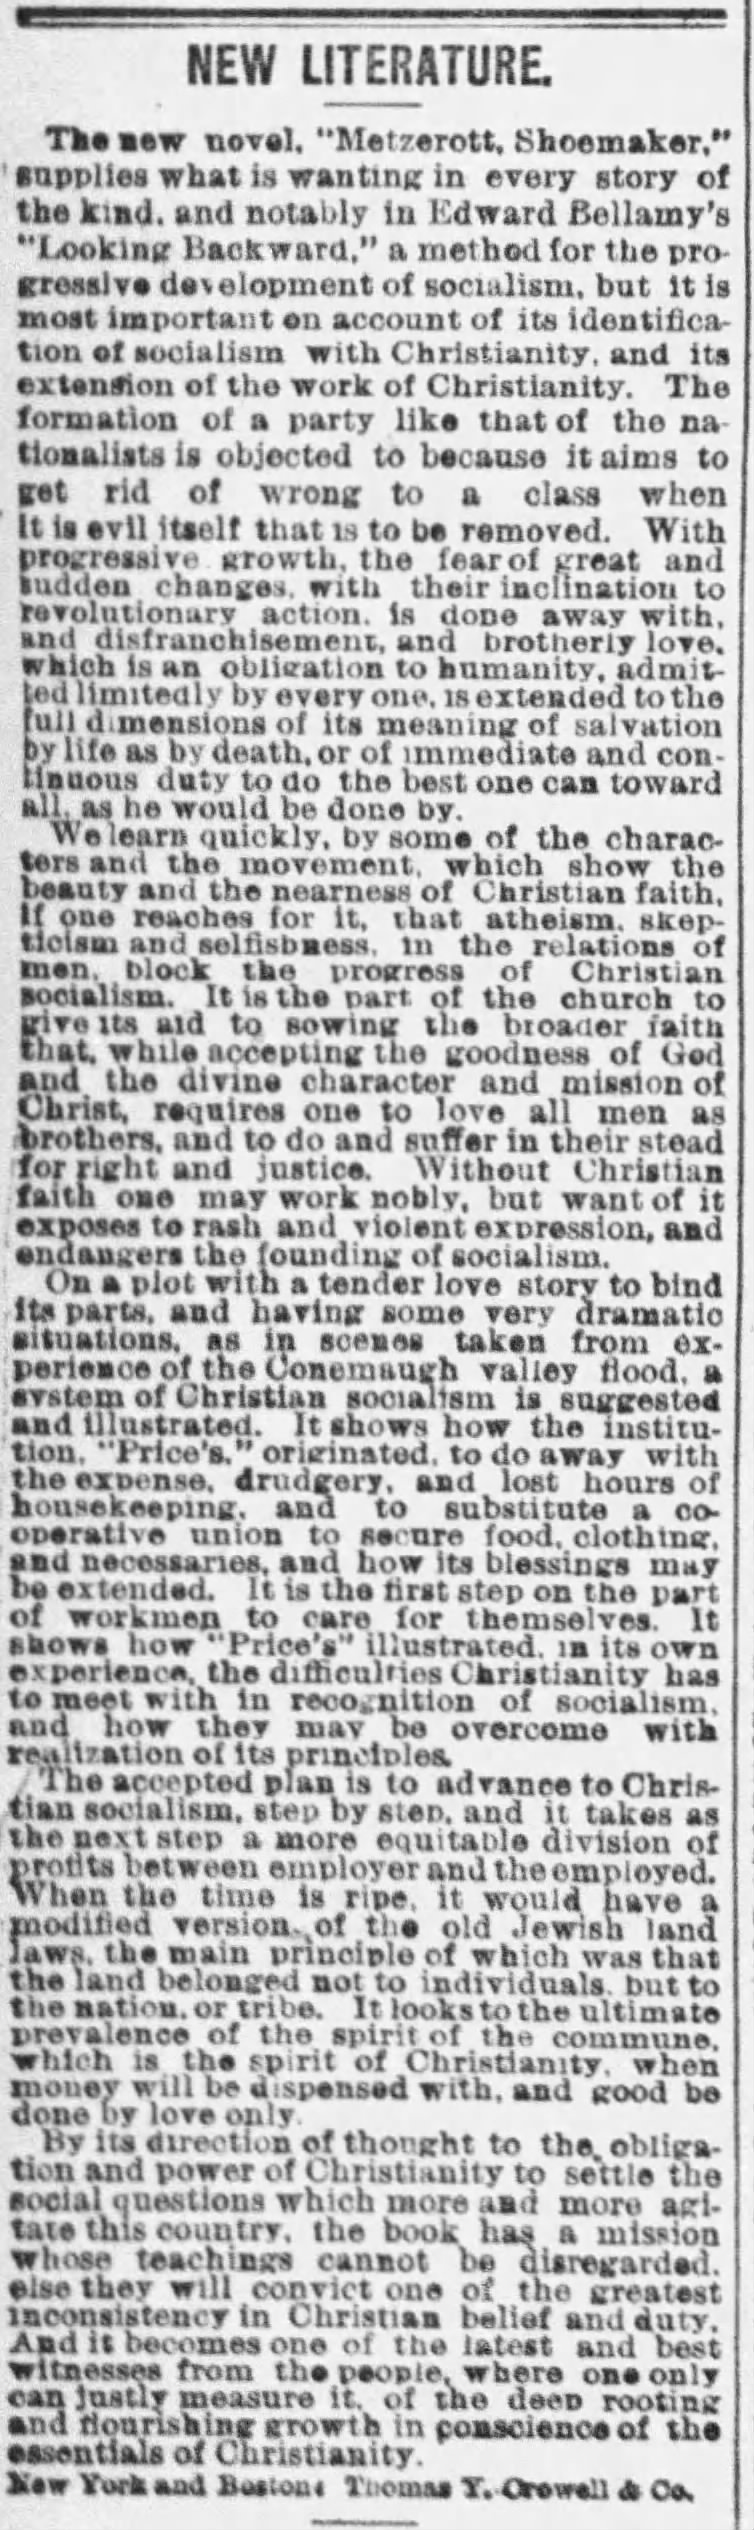 NEW LITERATURE.
The new novel, "Metzerott, Shoemaker,"
supplies what is wanting in every story of
the kind, and notably in Edward Bellamy's
"Looking Backward," a method for the pro-
gressive development of socialism, but it is
most important on account of its identifica-
tion of socialism with Christianity, and its
extension of the work of Christianity. The
formation of a party like that of the na-
tionalists is objected to because it aims to
get rid of wrong to a class when
it is evil itself that is to be removed. With
progressive growth, the fear of great and
sudden changes, with their inclination to
revolutionary action, is done away with,
and disfranchisement, and brotherly love,
which is an obligation to humanity, admit-
ted limitedly by every one, is extended to the
full dimensions of its meaning of salvation
by life as by death, or of immediate and con-
tinuous duty to do the best one can toward
all, as he would be done by.
We learn quickly, by some of the charac-
ters and the movement, which show the
beauty and the nearness of Christian faith,
if one reaches for it, that atheism, skep-
ticism and selfishness, in the relations of
men, block the progress of Christian
socialism. It is the part of the church to
give its aid to sowing the broader faith
that, while accepting the goodness of God
and the divine character and mission of
Christ, requires one to love all men as
brothers, and to do and suffer in their stead
for right and justice. Without Christian
faith one may work nobly, but want of it
exposes to rash and violent expression, and
endangers the founding of socialism.
On a plot with a tender love story to bind
its parts, and having some very dramatic
situations, as in scenes taken from ex-
perience of the Conemaugh valley flood, a
system of Christian socialism is suggested
and illustrated. It shows how the institu-
tion, "Price's," originated, to do away with
the expense, drudgery, and lost hours of
housekeeping, and to substitute a co-
operative union to secure food, clothing,
and necessaries, and how its blessings may
be extended. It is the first step on the part
of workmen to care for themselves. It
shows how "Price's" illustrated, in its own
experience, the difficulties Christianity has
to meet with in recognition of socialism,
and how they may be overcome with
realization of its principles.
The accepted plan is to advance to Chris-
tian socialism, step by step, and it takes as
the next step a more equitable division of
profits between employer and the employed.
When the time is ripe, it would have a
modified version of the old Jewish land
laws, the main principle of which was that
the land belonged not to individuals, but to
the nation, or tribe. It looks to the ultimate
prevalence of the spirit of the commune,
which is the spirit of Christianity, when
money will be dispensed with, and good be
done by love only.
By its direction of thought to the obliga-
tion and power of Christianity to settle the
social questions which more and more agi-
tate this country, the book has a mission
whose teachings cannot be disregarded,
else they will convict one of the greatest
inconsistency in Christian belief and duty.
And it becomes one of the latest and best
witnesses from the people, where one only
can justly measure it, of the deep rooting
and flourishing growth in conscience of the
essentials of Christianity.
New York and Boston: Thomas Y. Crowell & Co.